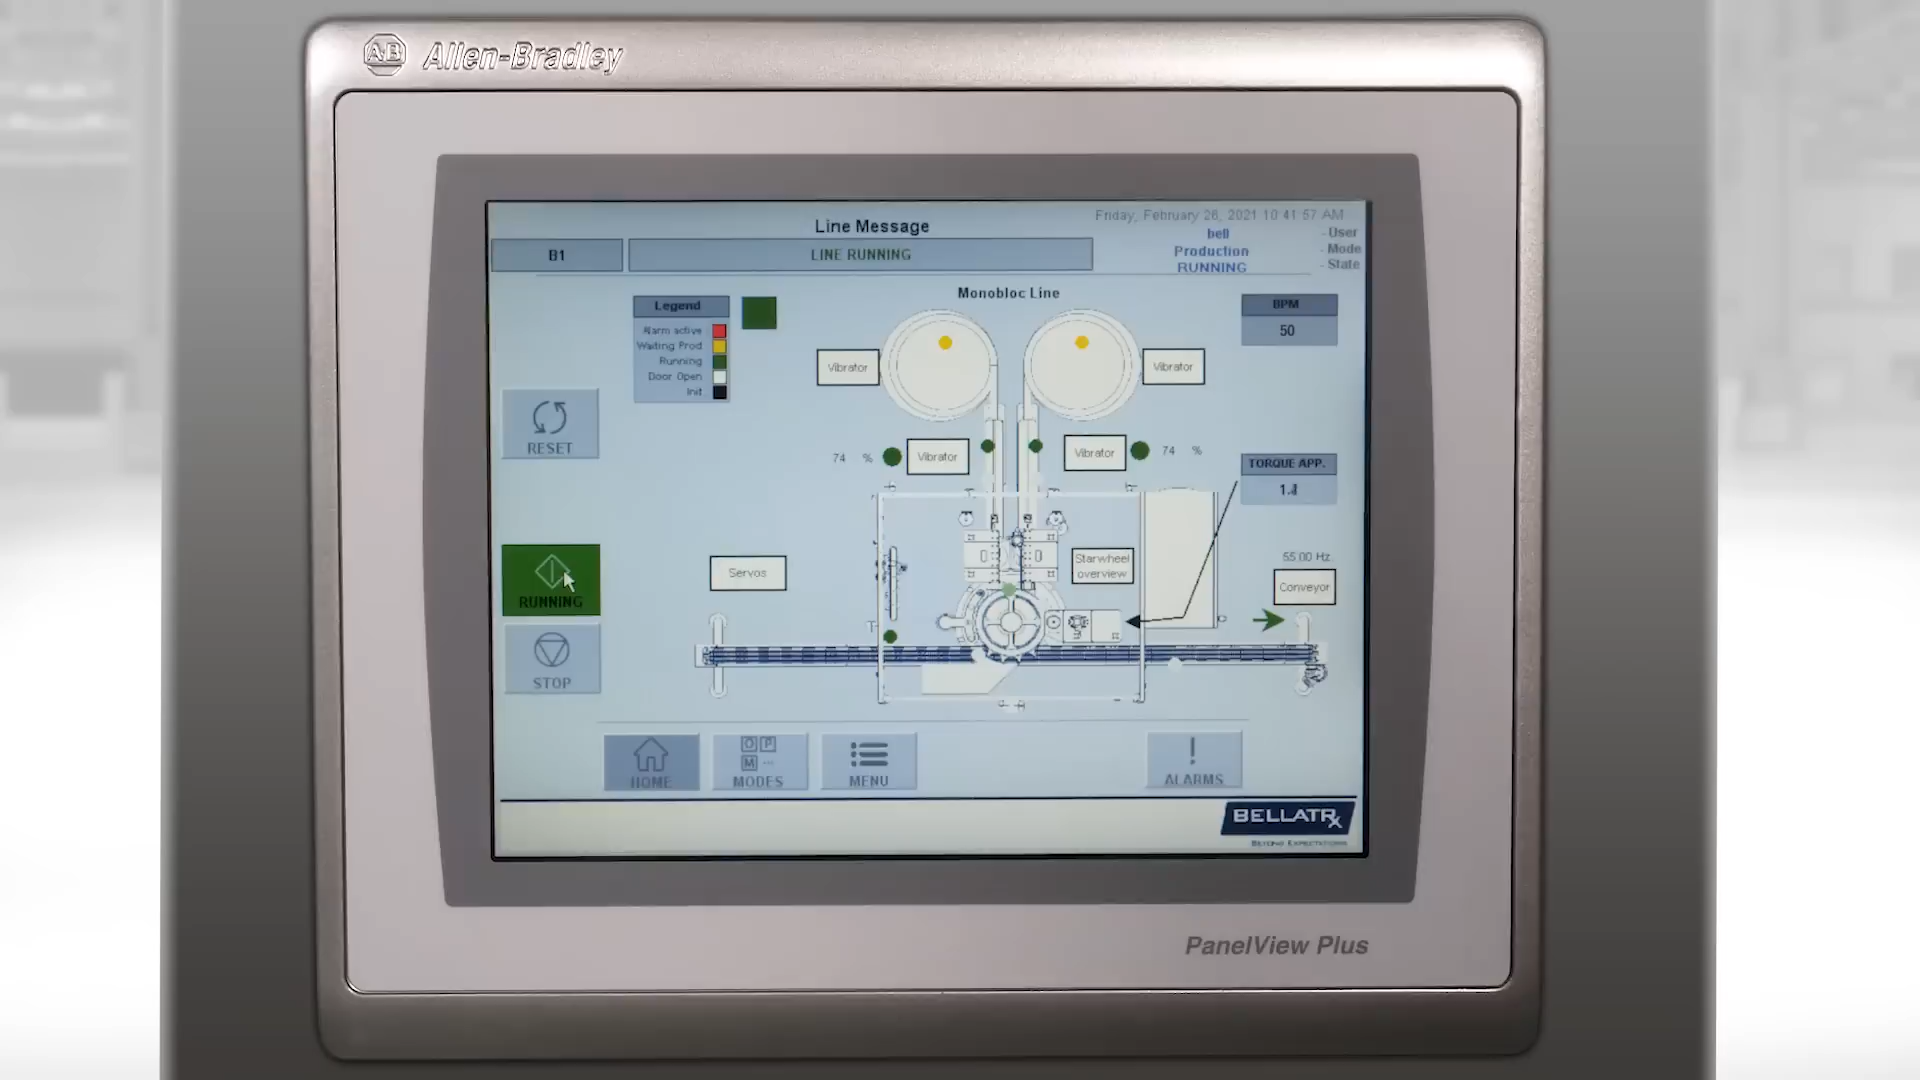 Allen-Bradley
Line Message
Friday, February 26, 2021 10:41:57 AM
B1
LINE RUNNING
bell
- User
Production
- Mode
RUNNING
- State
Monobloc Line
Legend
Alarm active
Waiting Prod
Running
Door Open
Init
BPM
50
Vibrator
Vibrator
RESET
74 %
Vibrator
Vibrator
74 %
TORQUE APP.
RUNNING
Servos
Starwheel
overview
55.00 Hz
Conveyor
STOP
HOME
MODES
MENU
ALARMS
BELLATRx
BEYOND EXPECTATIONS
PanelView Plus